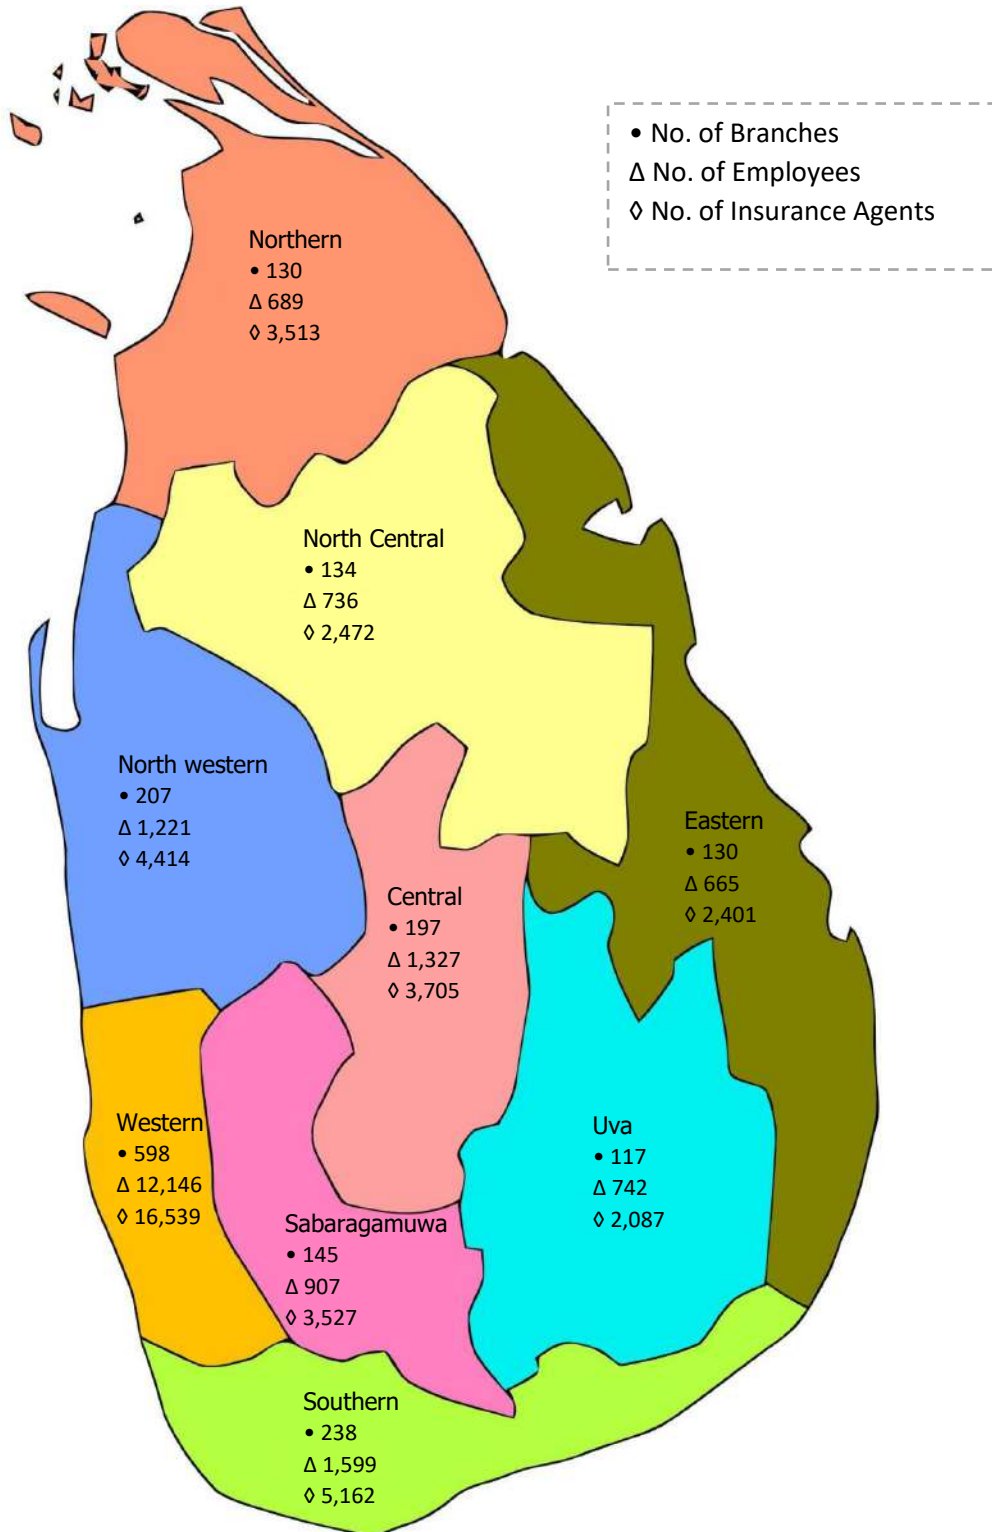 • No. of Branches
Δ No. of Employees
◊ No. of Insurance Agents
Northern
• 130
Δ 689
◊ 3,513
North Central
• 134
Δ 736
◊ 2,472
North western
• 207
Δ 1,221
◊ 4,414
Eastern
• 130
Δ 665
◊ 2,401
Central
• 197
Δ 1,327
◊ 3,705
Western
• 598
Δ 12,146
◊ 16,539
Uva
• 117
Δ 742
◊ 2,087
Sabaragamuwa
• 145
Δ 907
◊ 3,527
Southern
• 238
Δ 1,599
◊ 5,162